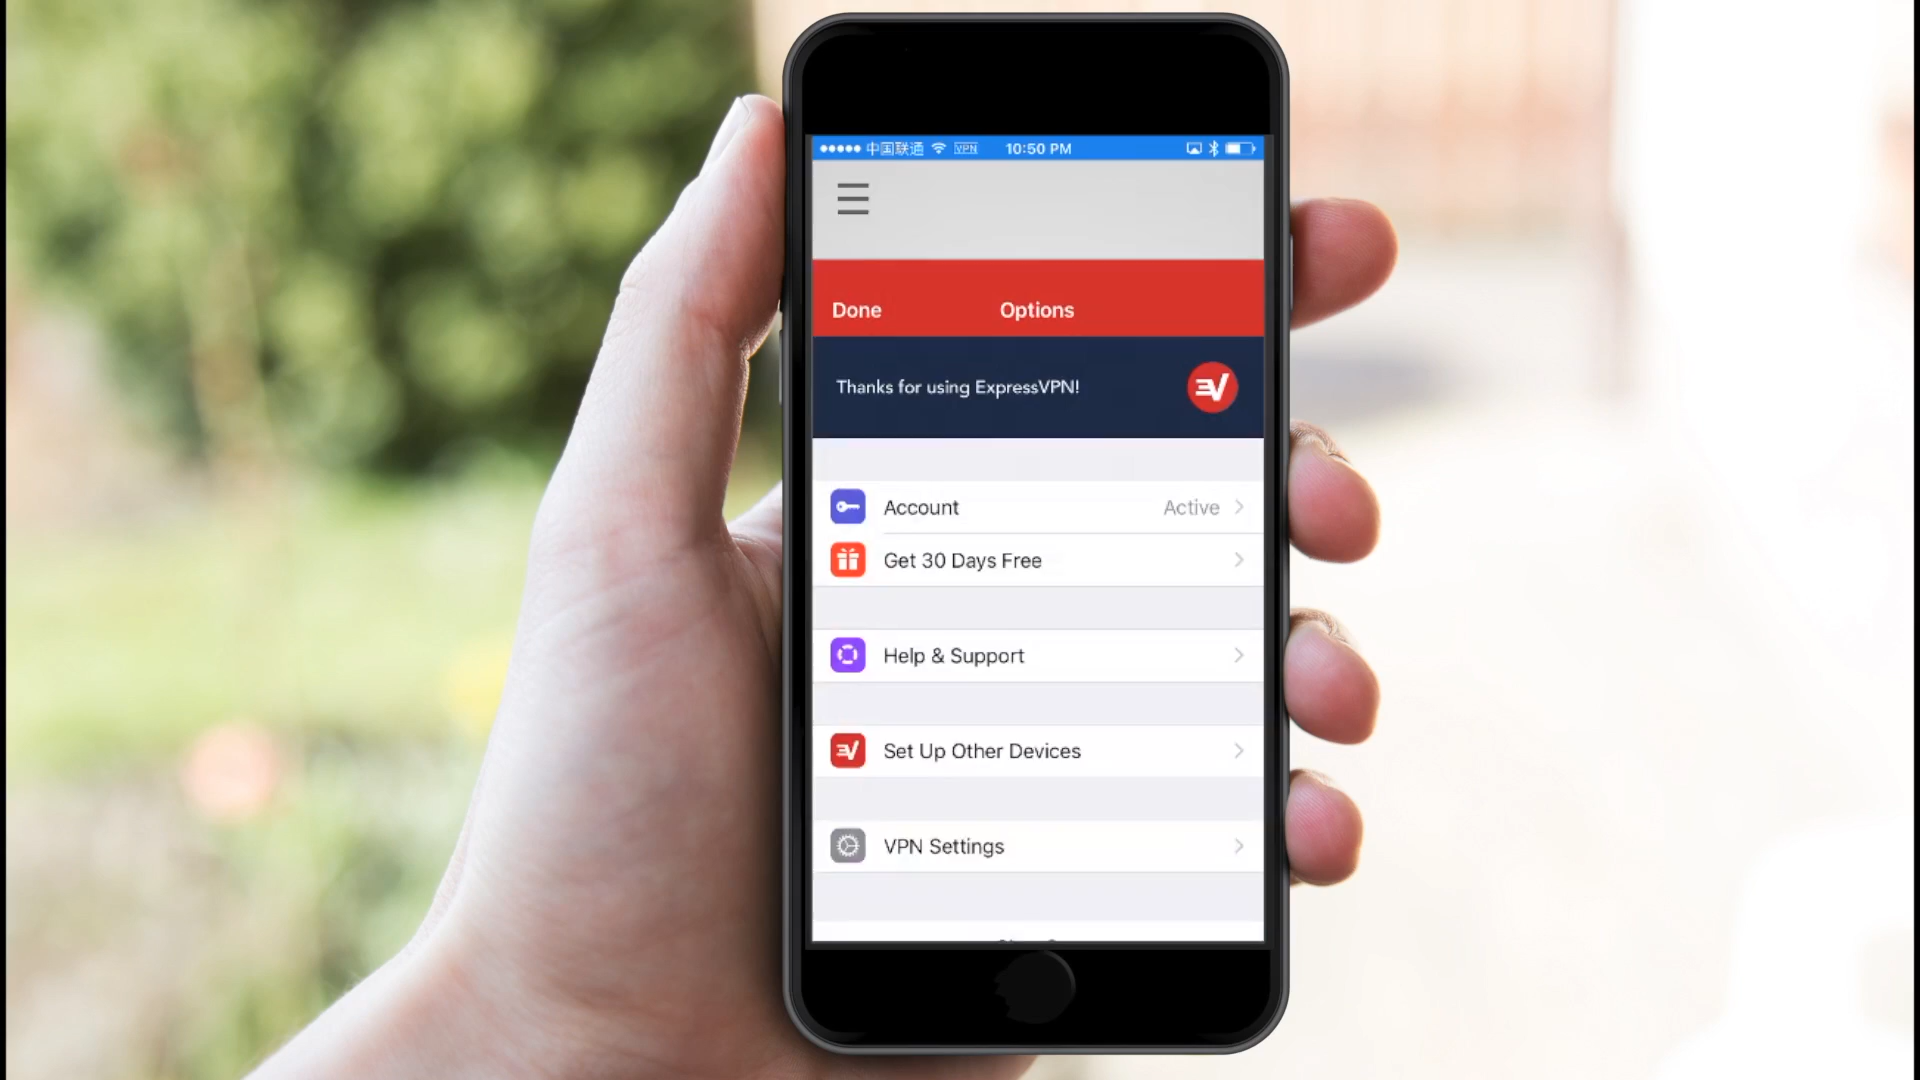 中国联通 VPN 10:50 PM
Done Options
Thanks for using ExpressVPN!
Account Active
Get 30 Days Free
Help & Support
Set Up Other Devices
VPN Settings